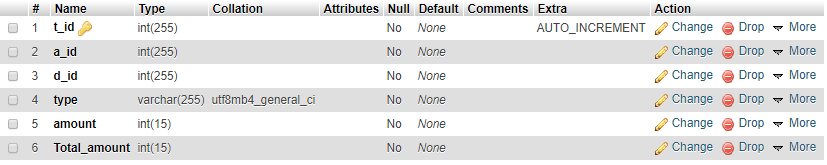 # Name Type Collation Attributes Null Default Comments Extra Action
1 t_id int(255) No None AUTO_INCREMENT Change Drop More
2 a_id int(255) No None Change Drop More
3 d_id int(255) No None Change Drop More
4 type varchar(255) utf8mb4_general_ci No None Change Drop More
5 amount int(15) No None Change Drop More
6 Total_amount int(15) No None Change Drop More